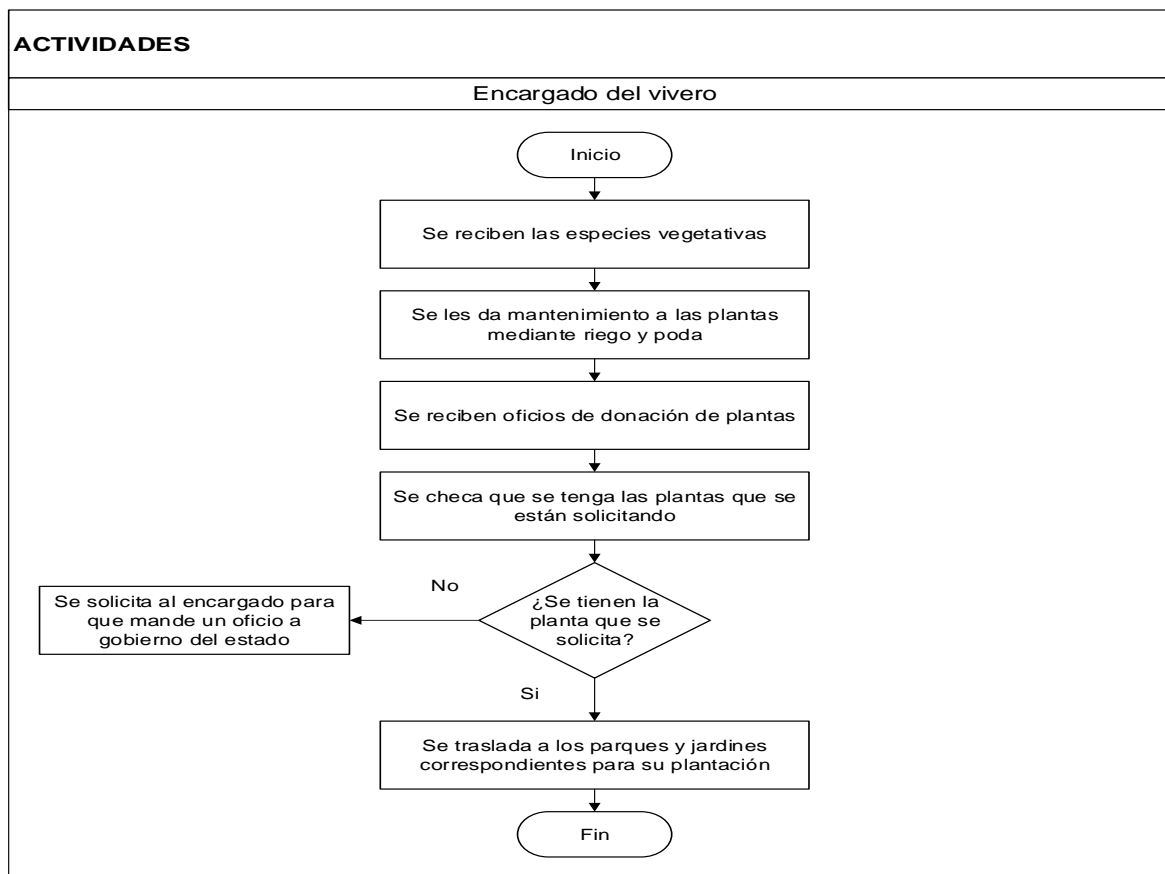 ACTIVIDADES
Encargado del vivero
Inicio
Se reciben las especies vegetativas
Se les da mantenimiento a las plantas
mediante riego y poda
Se reciben oficios de donación de plantas
Se checa que se tenga las plantas que se
están solicitando
¿Se tienen la
planta que se
solicita?
No
Se solicita al encargado para
que mande un oficio a
gobierno del estado
Si
Se traslada a los parques y jardines
correspondientes para su plantación
Fin